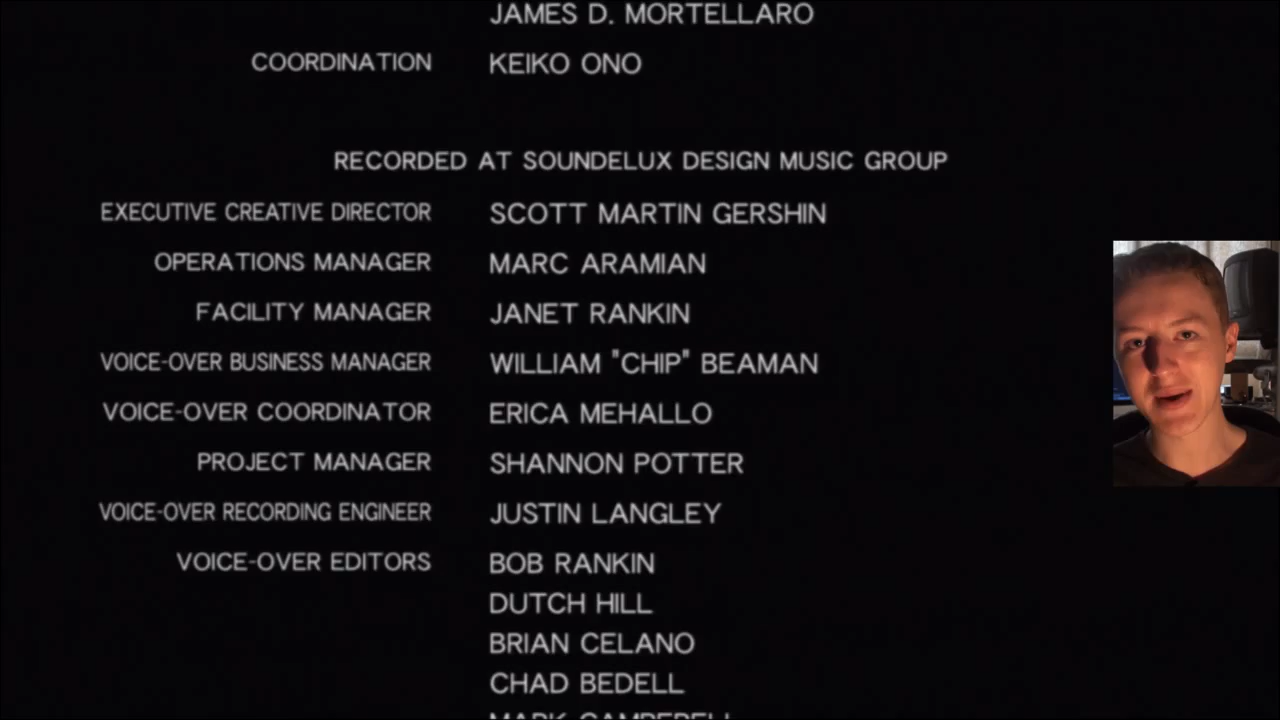 JAMES D. MORTELLARO
COORDINATION KEIKO ONO
RECORDED AT SOUNDELUX DESIGN MUSIC GROUP
EXECUTIVE CREATIVE DIRECTOR SCOTT MARTIN GERSHIN
OPERATIONS MANAGER MARC ARAMIAN
FACILITY MANAGER JANET RANKIN
VOICE-OVER BUSINESS MANAGER WILLIAM "CHIP" BEAMAN
VOICE-OVER COORDINATOR ERICA MEHALLO
PROJECT MANAGER SHANNON POTTER
VOICE-OVER RECORDING ENGINEER JUSTIN LANGLEY
VOICE-OVER EDITORS BOB RANKIN
DUTCH HILL
BRIAN CELANO
CHAD BEDELL